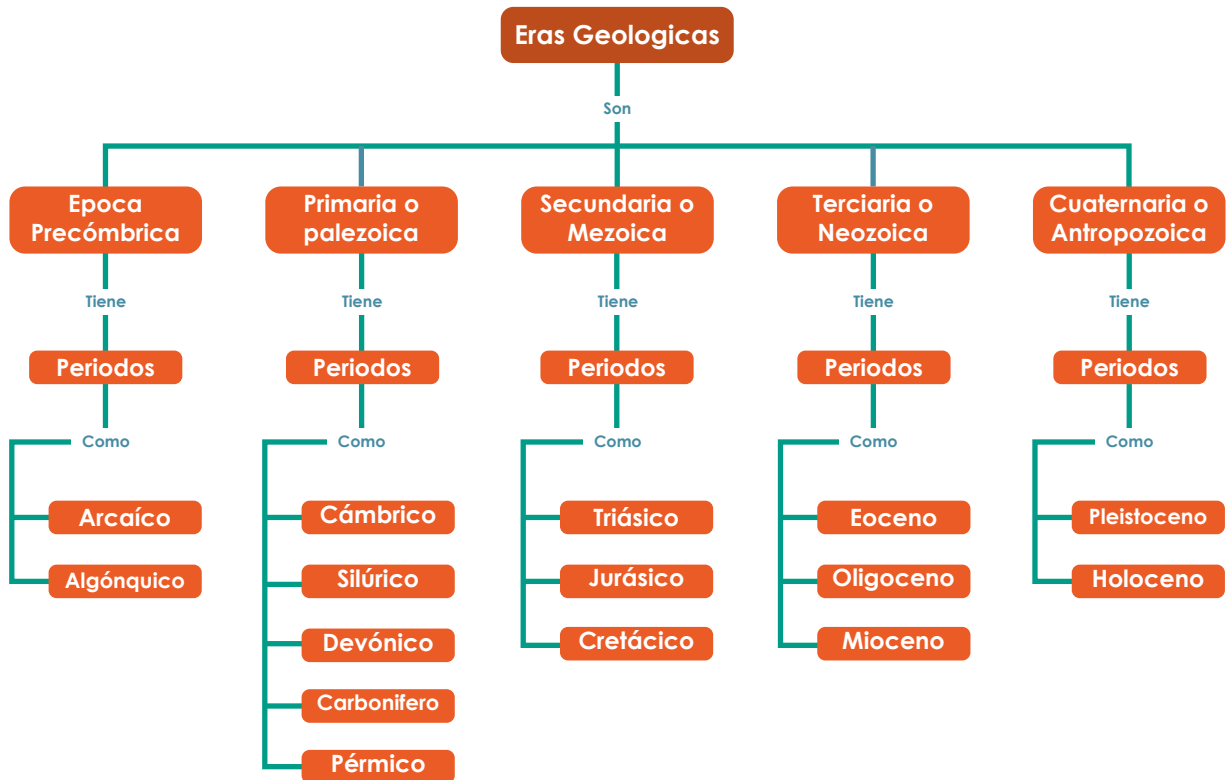 Eras Geologicas
Son
Epoca
Precómbrica
Primaria o
palezoica
Secundaria o
Mezoica
Terciaria o
Neozoica
Cuaternaria o
Antropozoica
Tiene
Tiene
Tiene
Tiene
Tiene
Periodos
Periodos
Periodos
Periodos
Periodos
Como
Como
Como
Como
Como
Arcaíco
Algónquico
Cámbrico
Silúrico
Devónico
Carbonifero
Pérmico
Triásico
Jurásico
Cretácico
Eoceno
Oligoceno
Mioceno
Pleistoceno
Holoceno